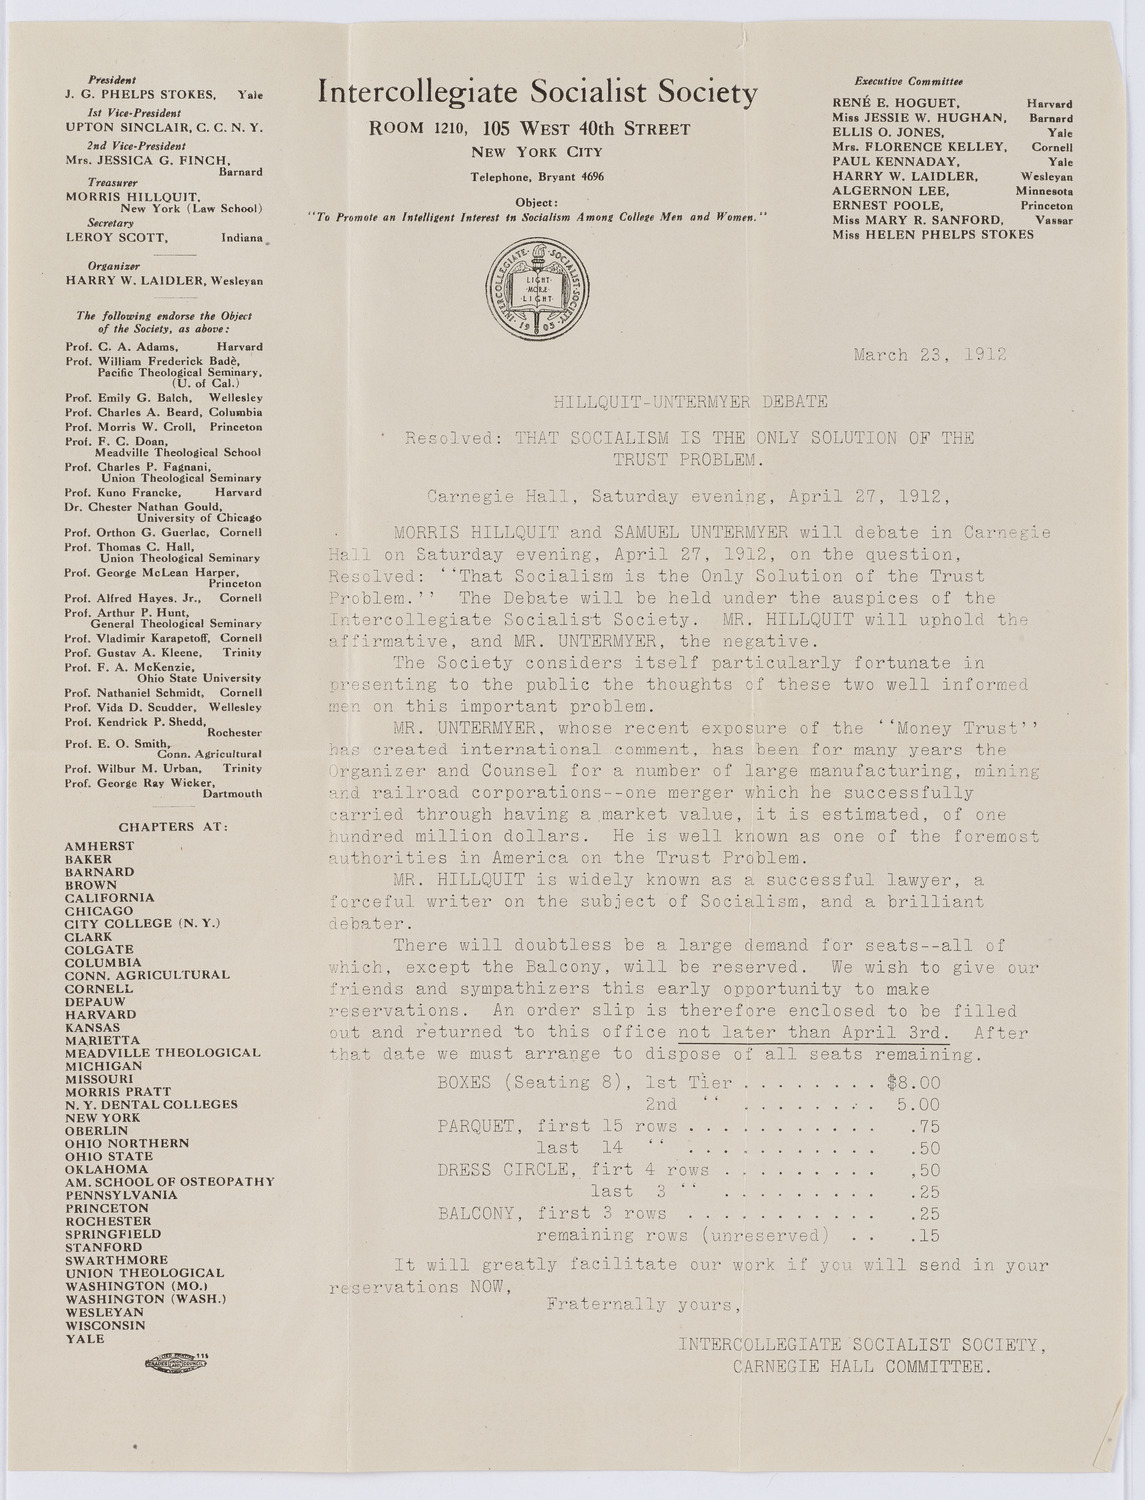 President
J. G. PHELPS STOKES, Yale
1st Vice-President
UPTON SINCLAIR, C. C. N. Y.
2nd Vice-President
Mrs. JESSICA G. FINCH,
Barnard
Treasurer
MORRIS HILLQUIT,
New York (Law School)
Secretary
LEROY SCOTT, Indiana
Organizer
HARRY W. LAIDLER, Wesleyan
The following endorse the Object
of the Society, as above:
Prof. C. A. Adams, Harvard
Prof. William Frederick Badè,
Pacific Theological Seminary,
(U. of Cal.)
Prof. Emily G. Balch, Wellesley
Prof. Charles A. Beard, Columbia
Prof. Morris W. Croll, Princeton
Prof. F. C. Doan,
Meadville Theological School
Prof. Charles P. Fagnani,
Union Theological Seminary
Prof. Kuno Francke, Harvard
Dr. Chester Nathan Gould,
University of Chicago
Prof. Orthon G. Guerlac, Cornell
Prof. Thomas C. Hall,
Union Theological Seminary
Prof. George McLean Harper,
Princeton
Prof. Alfred Hayes, Jr., Cornell
Prof. Arthur P. Hunt,
General Theological Seminary
Prof. Vladimir Karapetoff, Cornell
Prof. Gustav A. Kleene, Trinity
Prof. F. A. McKenzie,
Ohio State University
Prof. Nathaniel Schmidt, Cornell
Prof. Vida D. Scudder, Wellesley
Prof. Kendrick P. Shedd,
Rochester
Prof. E. O. Smith,
Conn. Agricultural
Prof. Wilbur M. Urban, Trinity
Prof. George Ray Wicker,
Dartmouth
CHAPTERS AT:
AMHERST
BAKER
BARNARD
BROWN
CALIFORNIA
CHICAGO
CITY COLLEGE (N. Y.)
CLARK
COLGATE
COLUMBIA
CONN. AGRICULTURAL
CORNELL
DEPAUW
HARVARD
KANSAS
MARIETTA
MEADVILLE THEOLOGICAL
MICHIGAN
MISSOURI
MORRIS PRATT
N. Y. DENTAL COLLEGES
NEW YORK
OBERLIN
OHIO NORTHERN
OHIO STATE
OKLAHOMA
AM. SCHOOL OF OSTEOPATHY
PENNSYLVANIA
PRINCETON
ROCHESTER
SPRINGFIELD
STANFORD
SWARTHMORE
UNION THEOLOGICAL
WASHINGTON (MO.)
WASHINGTON (WASH.)
WESLEYAN
WISCONSIN
YALE
Intercollegiate Socialist Society
ROOM 1210, 105 WEST 40th STREET
NEW YORK CITY
Telephone, Bryant 4696
Object:
"To Promote an Intelligent Interest in Socialism Among College Men and Women."
INTERCOLLEGIATE SOCIALIST SOCIETY
LIGHT
MORE
LIGHT
1905
Executive Committee
RENÉ E. HOGUET, Harvard
Miss JESSIE W. HUGHAN, Barnard
ELLIS O. JONES, Yale
Mrs. FLORENCE KELLEY, Cornell
PAUL KENNADAY, Yale
HARRY W. LAIDLER, Wesleyan
ALGERNON LEE, Minnesota
ERNEST POOLE, Princeton
Miss MARY R. SANFORD, Vassar
Miss HELEN PHELPS STOKES
March 23, 1912
HILLQUIT-UNTERMYER DEBATE
Resolved: THAT SOCIALISM IS THE ONLY SOLUTION OF THE
TRUST PROBLEM.
Carnegie Hall, Saturday evening, April 27, 1912,
MORRIS HILLQUIT and SAMUEL UNTERMYER will debate in Carnegie
Hall on Saturday evening, April 27, 1912, on the question,
Resolved: ''That Socialism is the Only Solution of the Trust
Problem.'' The Debate will be held under the auspices of the
Intercollegiate Socialist Society. MR. HILLQUIT will uphold the
affirmative, and MR. UNTERMYER, the negative.
The Society considers itself particularly fortunate in
presenting to the public the thoughts of these two well informed
men on this important problem.
MR. UNTERMYER, whose recent exposure of the ''Money Trust''
has created international comment, has been for many years the
Organizer and Counsel for a number of large manufacturing, mining
and railroad corporations--one merger which he successfully
carried through having a market value, it is estimated, of one
hundred million dollars. He is well known as one of the foremost
authorities in America on the Trust Problem.
MR. HILLQUIT is widely known as a successful lawyer, a
forceful writer on the subject of Socialism, and a brilliant
debater.
There will doubtless be a large demand for seats--all of
which, except the Balcony, will be reserved. We wish to give our
friends and sympathizers this early opportunity to make
reservations. An order slip is therefore enclosed to be filled
out and returned to this office not later than April 3rd. After
that date we must arrange to dispose of all seats remaining.
BOXES (Seating 8), 1st Tier . . . . . . . . $8.00
2nd '' . . . . . . . . 5.00
PARQUET, first 15 rows . . . . . . . . . . . .75
last 14 '' . . . . . . . . . . . .50
DRESS CIRCLE, firt 4 rows . . . . . . . . . ,50
last 3 '' . . . . . . . . . .25
BALCONY, first 3 rows . . . . . . . . . . . .25
remaining rows (unreserved) . . .15
It will greatly facilitate our work if you will send in your
reservations NOW,
Fraternally yours,
INTERCOLLEGIATE SOCIALIST SOCIETY,
CARNEGIE HALL COMMITTEE.